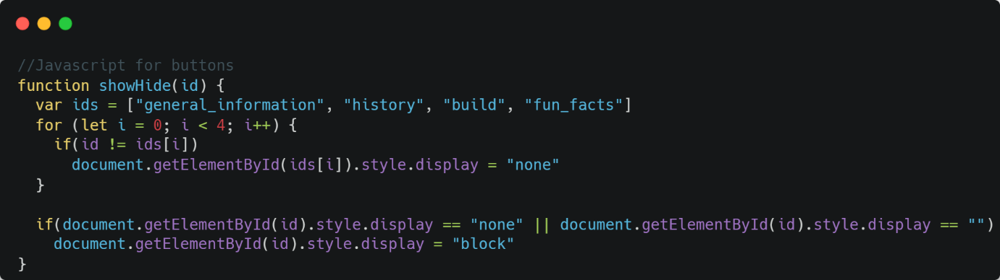 //Javascript for buttons
function showHide(id) {
  var ids = ["general_information", "history", "build", "fun_facts"]
  for (let i = 0; i < 4; i++) {
    if(id != ids[i])
      document.getElementById(ids[i]).style.display = "none"
  }

  if(document.getElementById(id).style.display == "none" || document.getElementById(id).style.display == "")
    document.getElementById(id).style.display = "block"
}